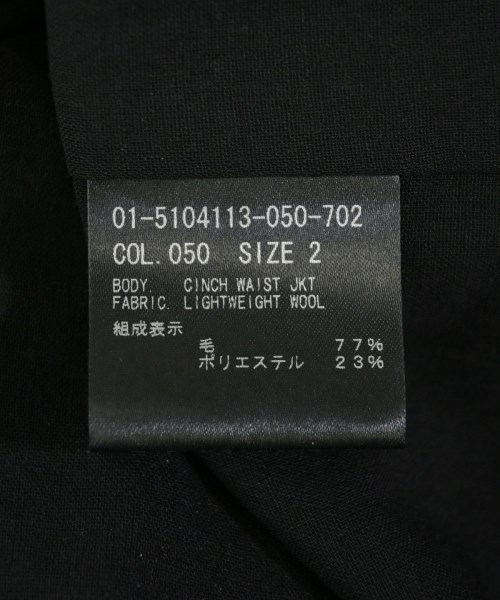 01-5104113-050-702
COL.050 SIZE 2
BODY. CINCH WAIST JKT
FABRIC. LIGHTWEIGHT WOOL
組成表示
毛 77%
ポリエステル 23%